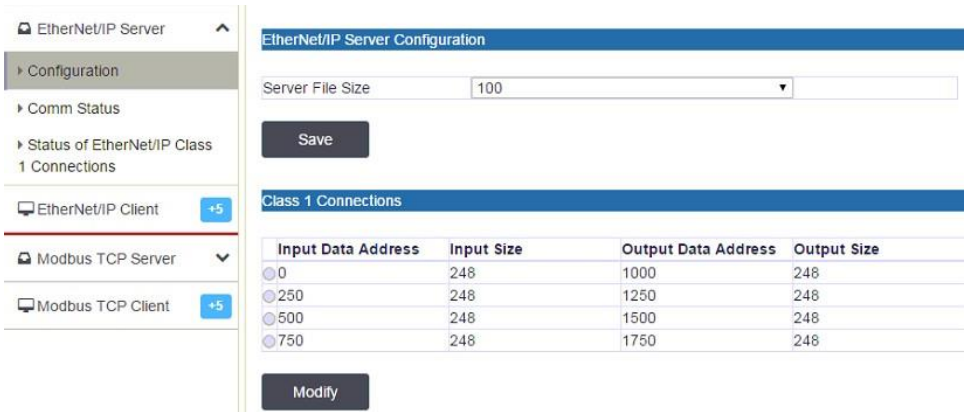 EtherNet/IP Server
Configuration
Comm Status
Status of EtherNet/IP Class
1 Connections
EtherNet/IP Client +5
Modbus TCP Server
Modbus TCP Client +5
EtherNet/IP Server Configuration
Server File Size 100
Save
Class 1 Connections
Input Data Address Input Size Output Data Address Output Size
0 248 1000 248
250 248 1250 248
500 248 1500 248
750 248 1750 248
Modify